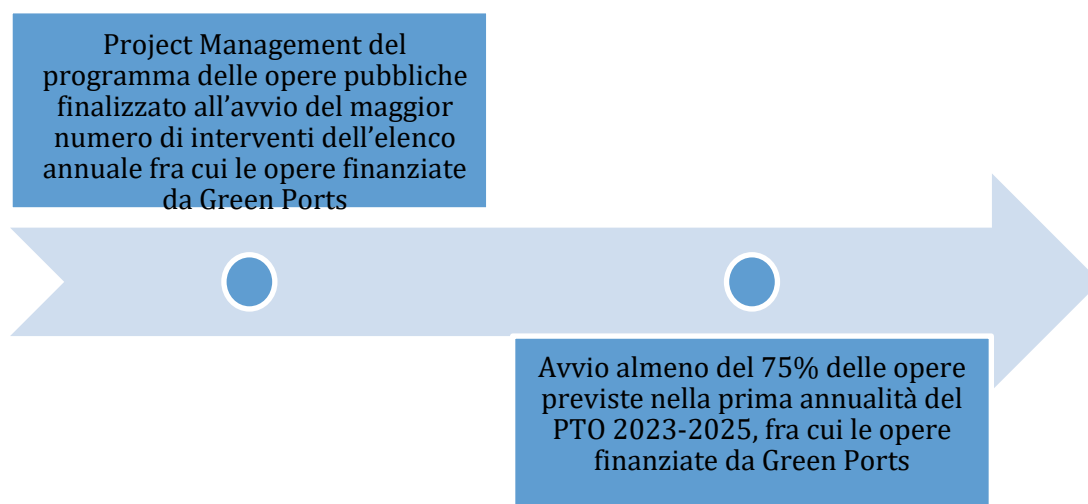 Project Management del
programma delle opere pubbliche
finalizzato all’avvio del maggior
numero di interventi dell’elenco
annuale fra cui le opere finanziate
da Green Ports
Avvio almeno del 75% delle opere
previste nella prima annualità del
PTO 2023-2025, fra cui le opere
finanziate da Green Ports